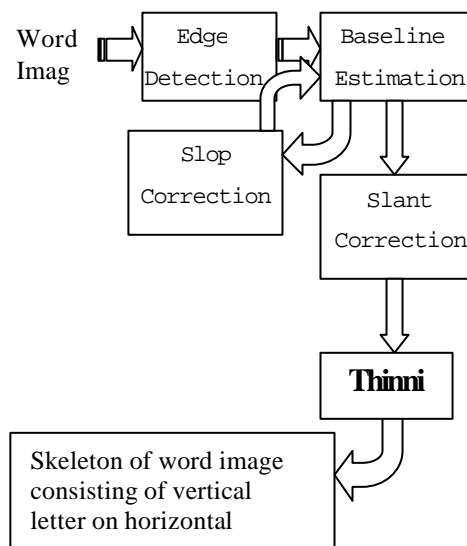 Word
Imag
Edge
Detection
Baseline
Estimation
Slop
Correction
Slant
Correction
Thinni
Skeleton of word image
consisting of vertical
letter on horizontal